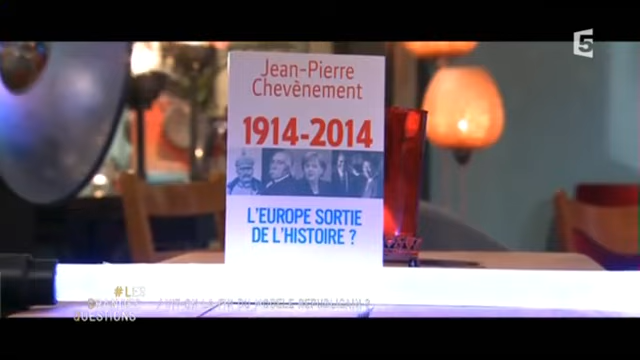 5
Jean-Pierre
Chevènement
1914-2014
L'EUROPE SORTIE
DE L'HISTOIRE ?
#LES
QUESTIONS